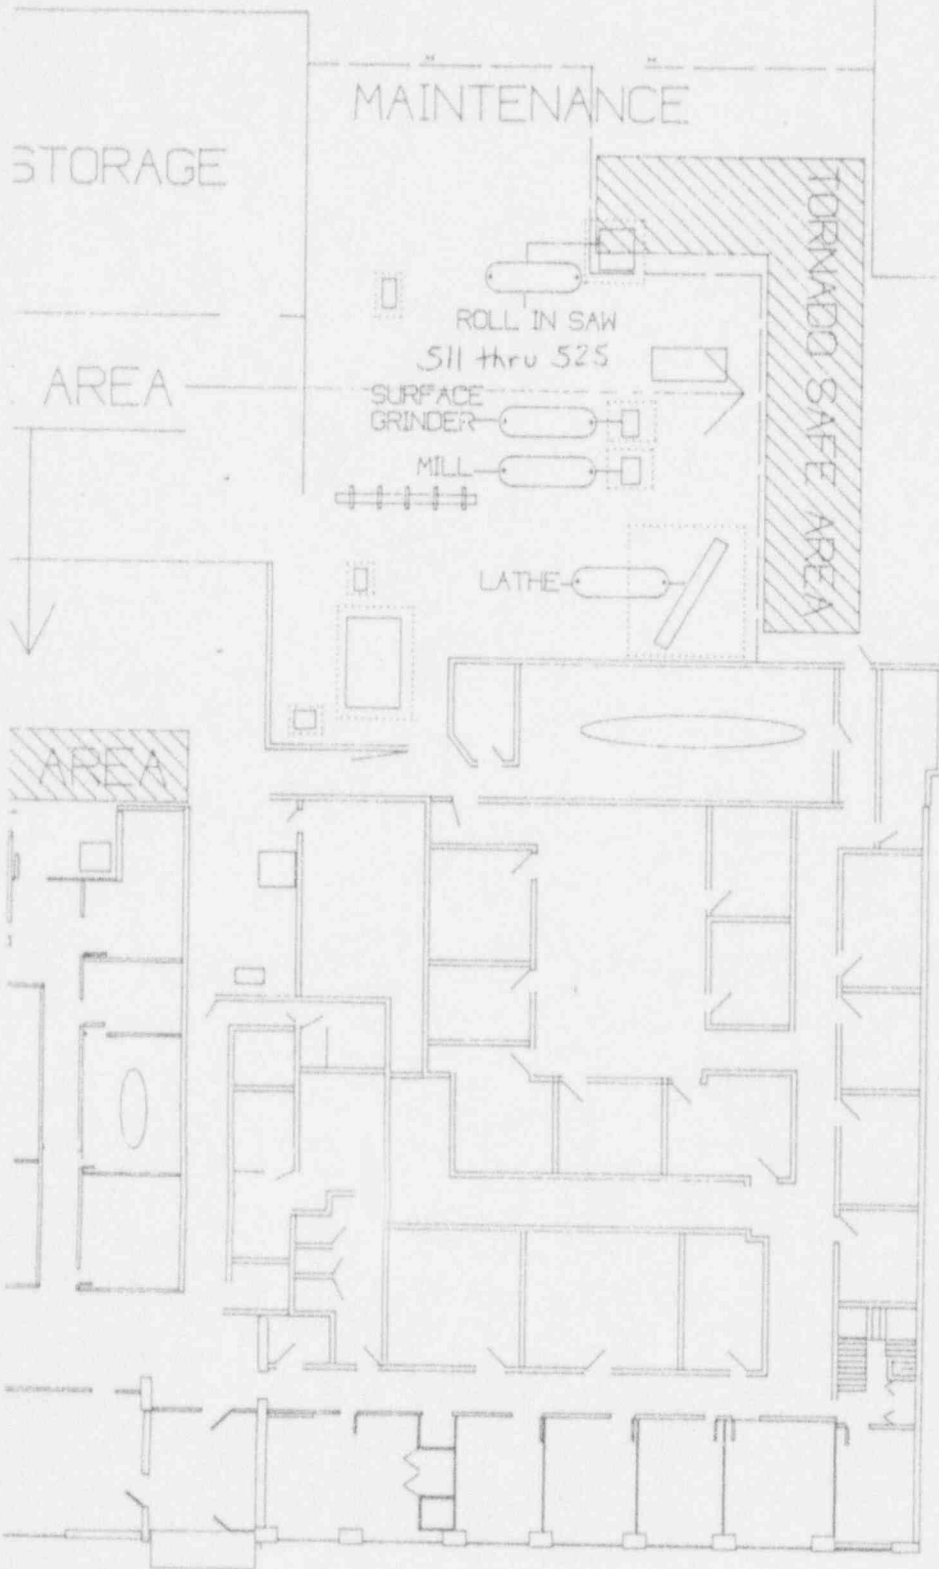 MAINTENANCE
STORAGE
TORNADO SAFE AREA
ROLL IN SAW
511 thru 525
AREA
SURFACE
GRINDER
MILL
LATHE
AREA